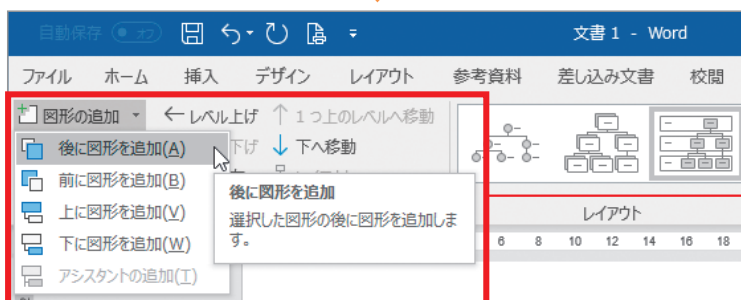 自動保存 オフ 文書 1 - Word
ファイル ホーム 挿入 デザイン レイアウト 参考資料 差し込み文書 校閲
図形の追加 レベル上げ 1 つ上のレベルへ移動
後に図形を追加(A) 下げ 下へ移動
前に図形を追加(B)
後に図形を追加
上に図形を追加(V) 選択した図形の後に図形を追加しま
す。
レイアウト
下に図形を追加(W)
6 8 10 12 14 16 18
アシスタントの追加(T)